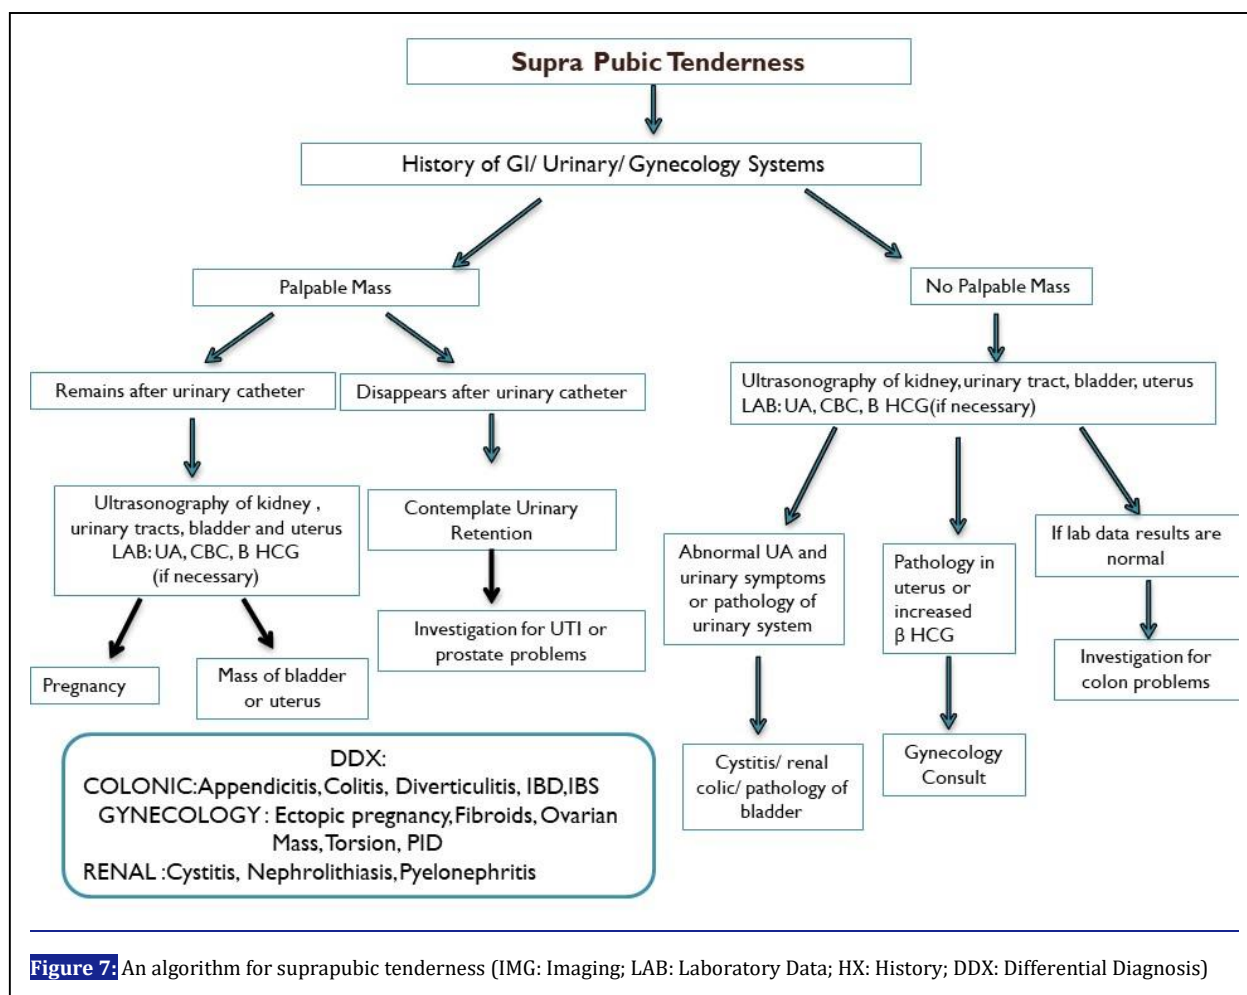 Supra Pubic Tenderness
History of GI/ Urinary/ Gynecology Systems
Palpable Mass
No Palpable Mass
Remains after urinary catheter
Disappears after urinary catheter
Ultrasonography of kidney, urinary tract, bladder, uterus
LAB: UA, CBC, B HCG(if necessary)
Ultrasonography of kidney ,
urinary tracts, bladder and uterus
LAB: UA, CBC, B HCG
(if necessary)
Contemplate Urinary
Retention
Abnormal UA and
urinary symptoms
or pathology of
urinary system
Pathology in
uterus or
increased
β HCG
If lab data results are
normal
Pregnancy
Mass of bladder
or uterus
Investigation for UTI or
prostate problems
Investigation for
colon problems
Cystitis/ renal
colic/ pathology of
bladder
Gynecology
Consult
DDX:
COLONIC:Appendicitis, Colitis, Diverticulitis, IBD,IBS
GYNECOLOGY : Ectopic pregnancy, Fibroids, Ovarian
Mass, Torsion, PID
RENAL :Cystitis, Nephrolithiasis, Pyelonephritis
Figure 7: An algorithm for suprapubic tenderness (IMG: Imaging; LAB: Laboratory Data; HX: History; DDX: Differential Diagnosis)